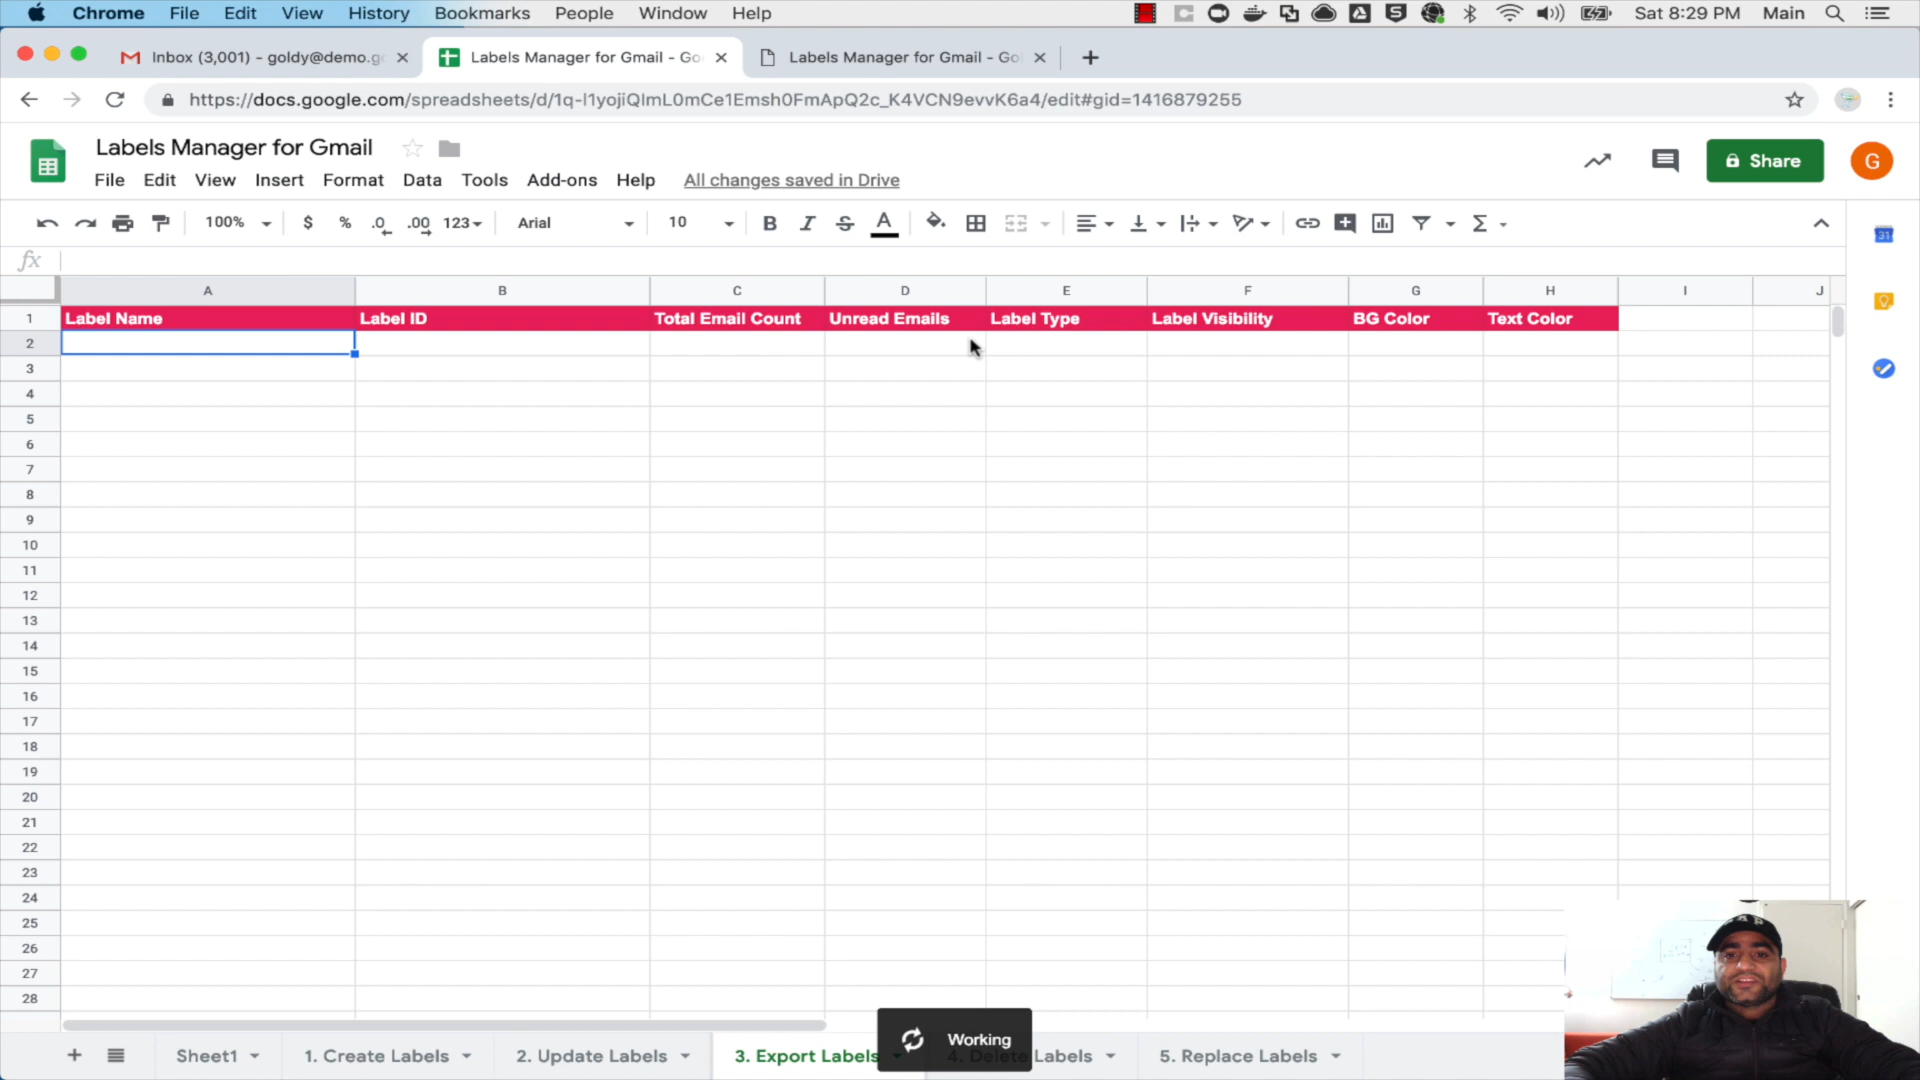 Chrome File Edit View History Bookmarks People Window Help Sat 8:29 PM Main
Inbox (3,001) - goldy@demo.g Labels Manager for Gmail - Go Labels Manager for Gmail - Go
https://docs.google.com/spreadsheets/d/1q-I1yojiQImL0mCe1Emsh0FmApQ2c_K4VCN9evvK6a4/edit#gid=1416879255
Labels Manager for Gmail
Share
G
File Edit View Insert Format Data Tools Add-ons Help All changes saved in Drive
100% $ % .0 .00 123 Arial 10 B I S A
31
fx
A B C D E F G H I J
1 Label Name Label ID Total Email Count Unread Emails Label Type Label Visibility BG Color Text Color
2
3
4
5
6
7
8
9
10
11
12
13
14
15
16
17
18
19
20
21
22
23
24
25
26
27
28
Working
Sheet1 1. Create Labels 2. Update Labels 3. Export Labels 4. Delete Labels 5. Replace Labels